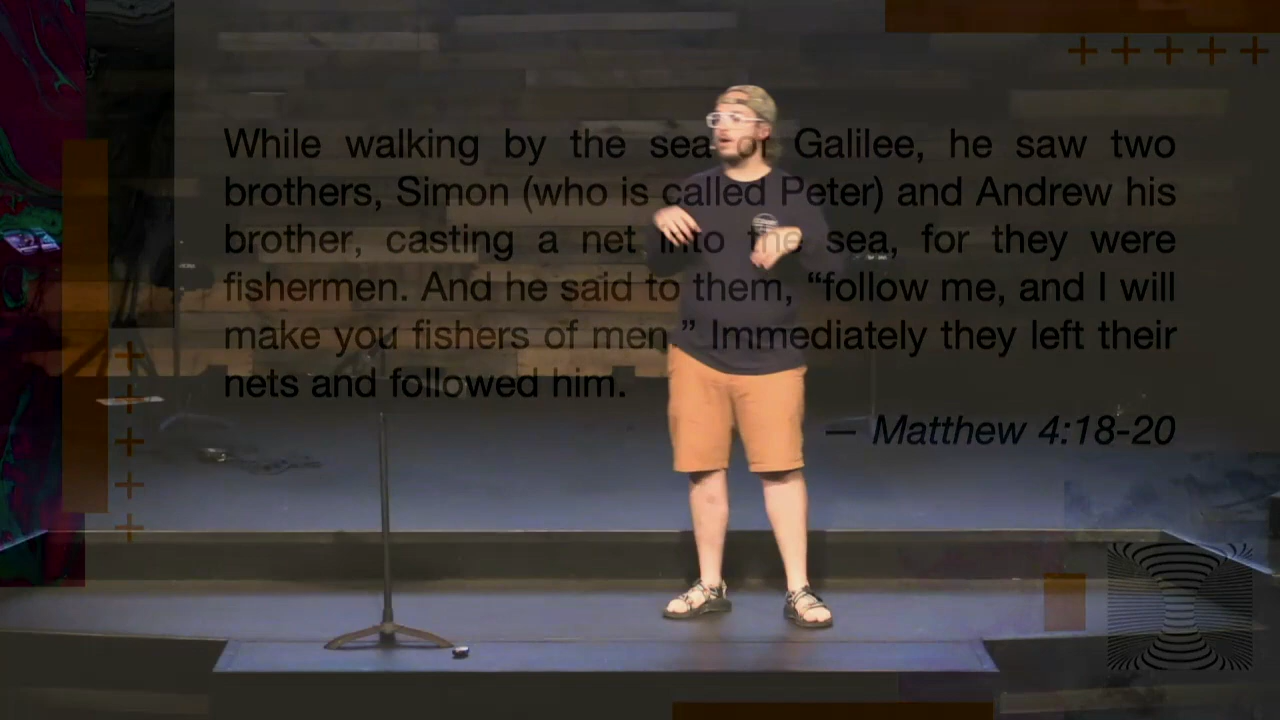 While walking by the sea of Galilee, he saw two
brothers, Simon (who is called Peter) and Andrew his
brother, casting a net into the sea, for they were
fishermen. And he said to them, “follow me, and I will
make you fishers of men.” Immediately they left their
nets and followed him.
— Matthew 4:18-20